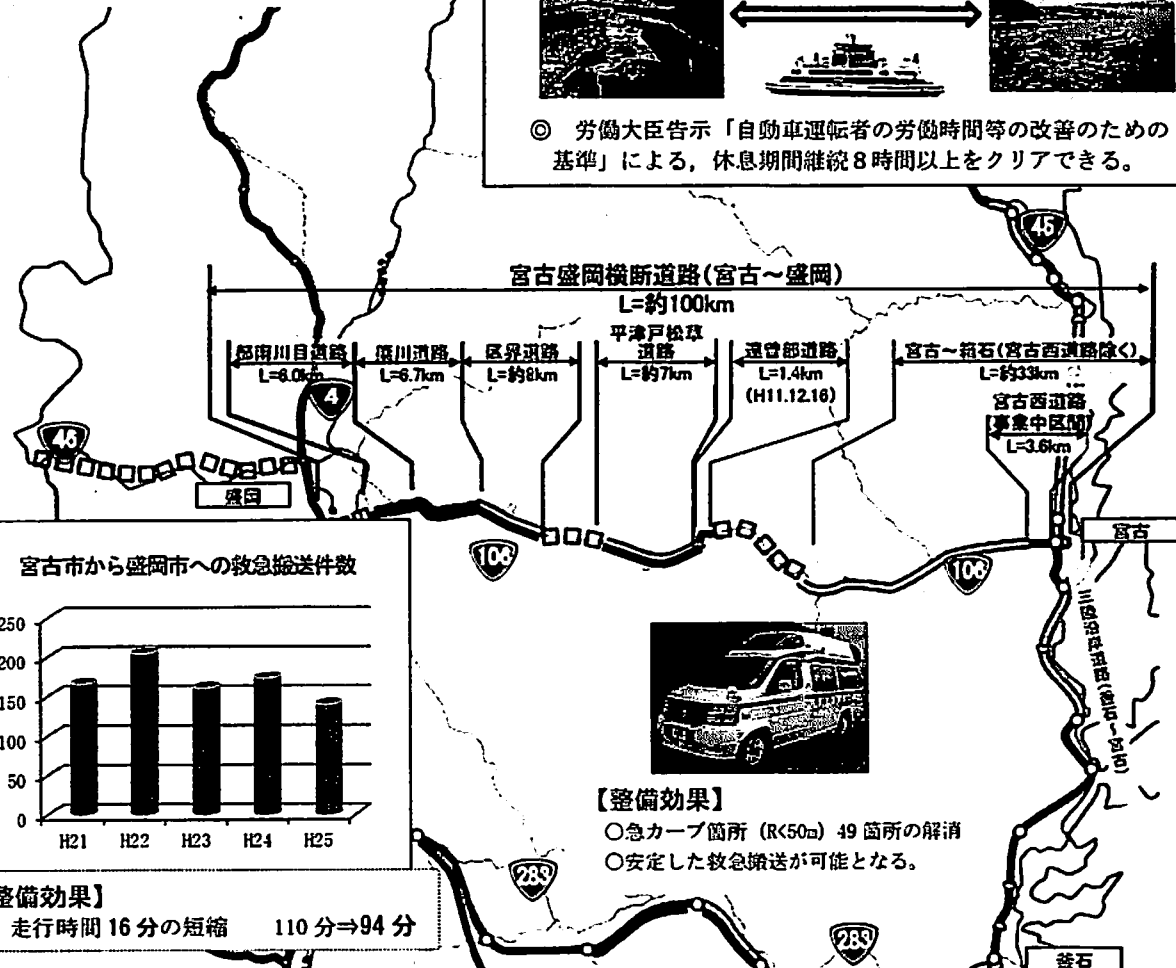 ◎ 労働大臣告示「自動車運転者の労働時間等の改善のための
基準」による，休息期間継続８時間以上をクリアできる。
45
宮古盛岡横断道路（宮古～盛岡）
L=約100km
都南川目道路
L=6.0km
簗川道路
L=6.7km
区界道路
L=約8km
平津戸松草
道路
L=約7km
L=1.4km
(H11.12.16)
宮古～箱石（宮古西道路除く）
L=約33km
宮古西道路
[事業中区間]
L=3.6km
4
46
盛岡
106
106
宮古
宮古市から盛岡市への救急搬送件数
250
200
150
100
50
0
H21 H22 H23 H24 H25
【整備効果】
○急カーブ箇所（R<50m）49箇所の解消
○安定した救急搬送が可能となる。
283
整備効果】
走行時間 16 分の短縮 110 分⇒94 分
283
釜石